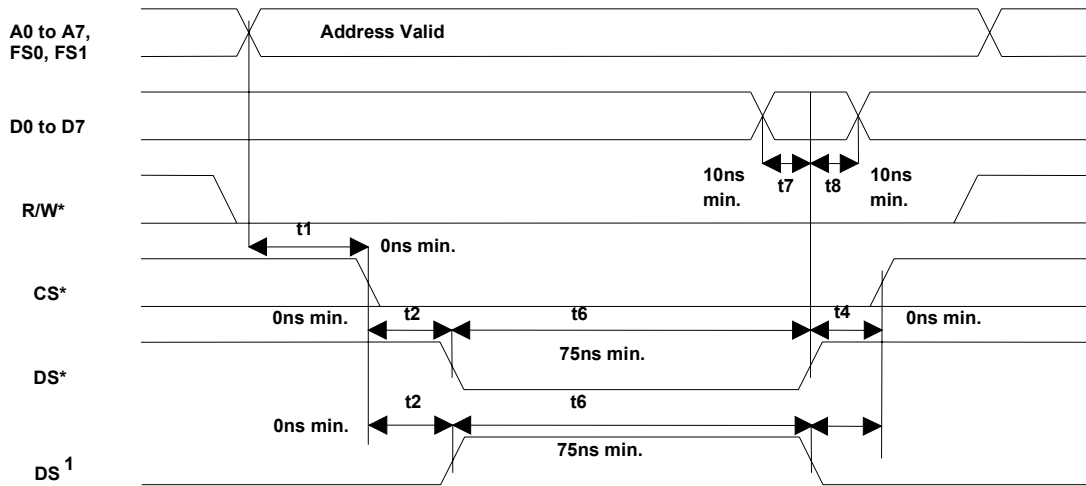 A0 to A7,
FS0, FS1
Address Valid
D0 to D7
10ns
min.
t7
t8
10ns
min.
R/W*
t1
0ns min.
CS*
0ns min.
t2
t6
t4
0ns min.
75ns min.
DS*
t2
t6
0ns min.
75ns min.
DS 1